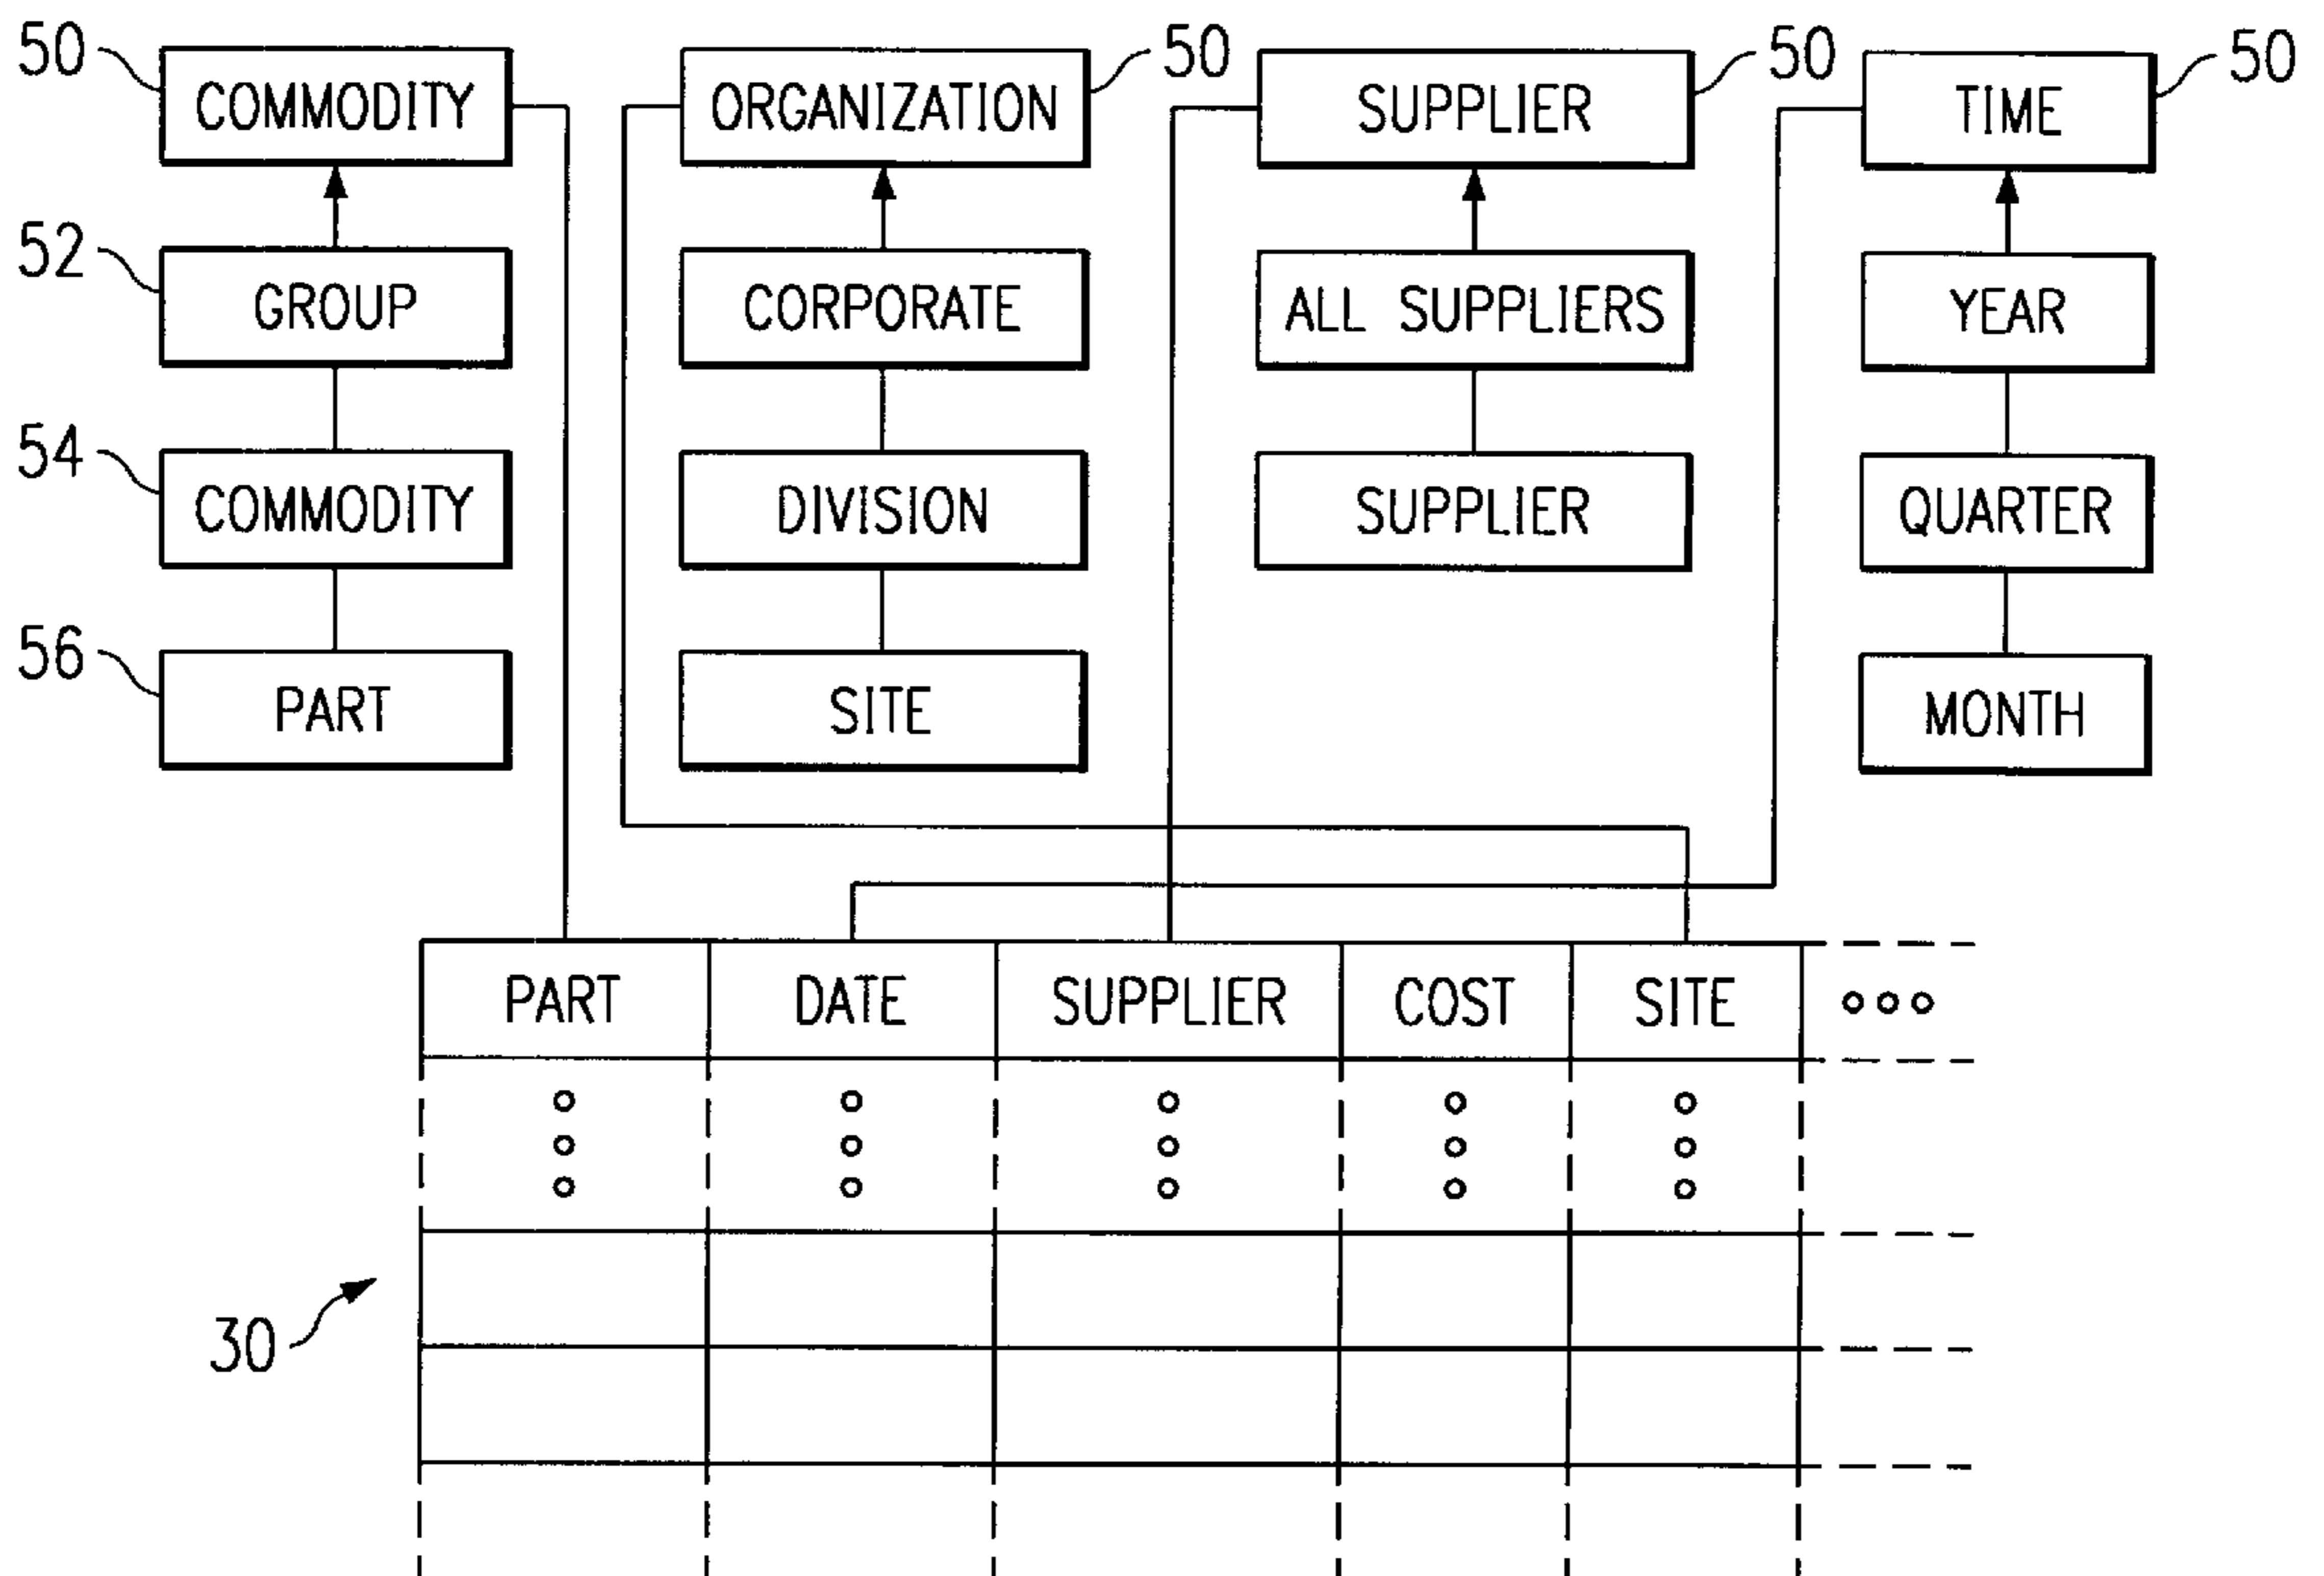 50 COMMODITY ORGANIZATION 50 SUPPLIER 50 TIME 50
52 GROUP CORPORATE ALL SUPPLIERS YEAR
54 COMMODITY DIVISION SUPPLIER QUARTER
56 PART SITE MONTH
PART DATE SUPPLIER COST SITE
30